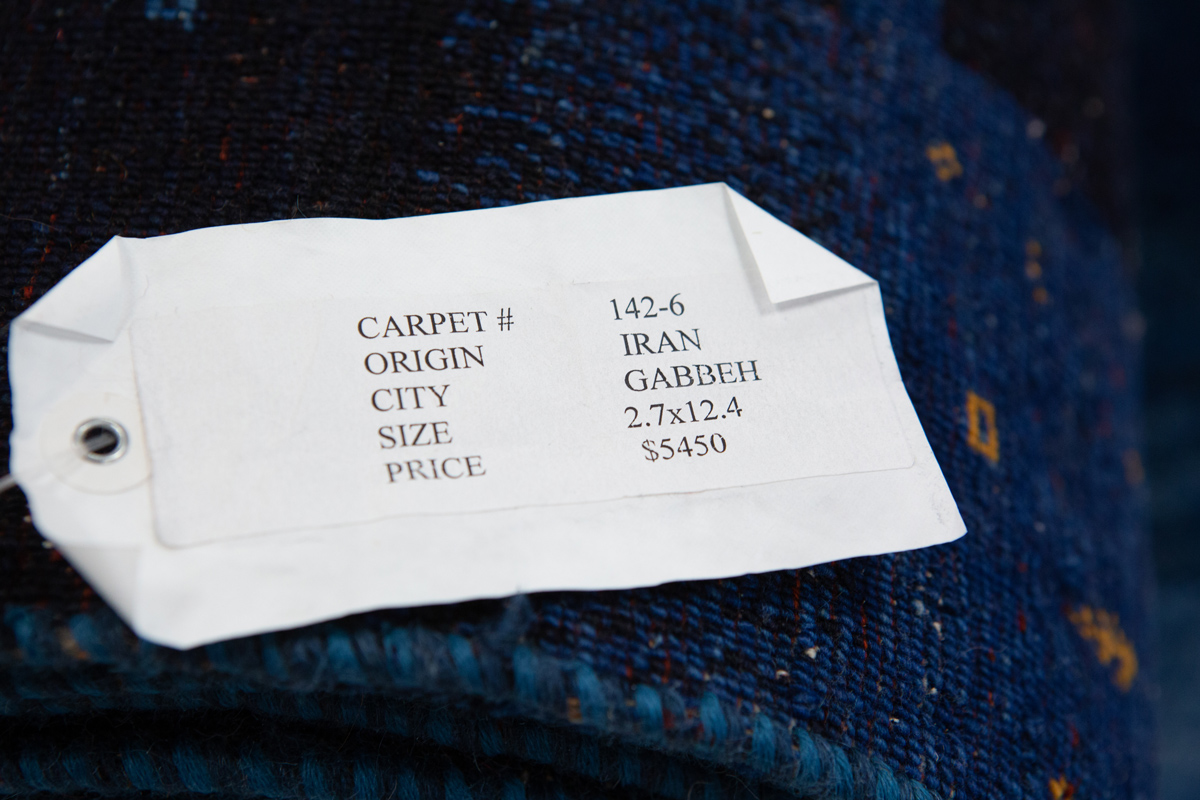 CARPET # 142-6
ORIGIN IRAN
CITY GABBEH
SIZE 2.7x12.4
PRICE $5450